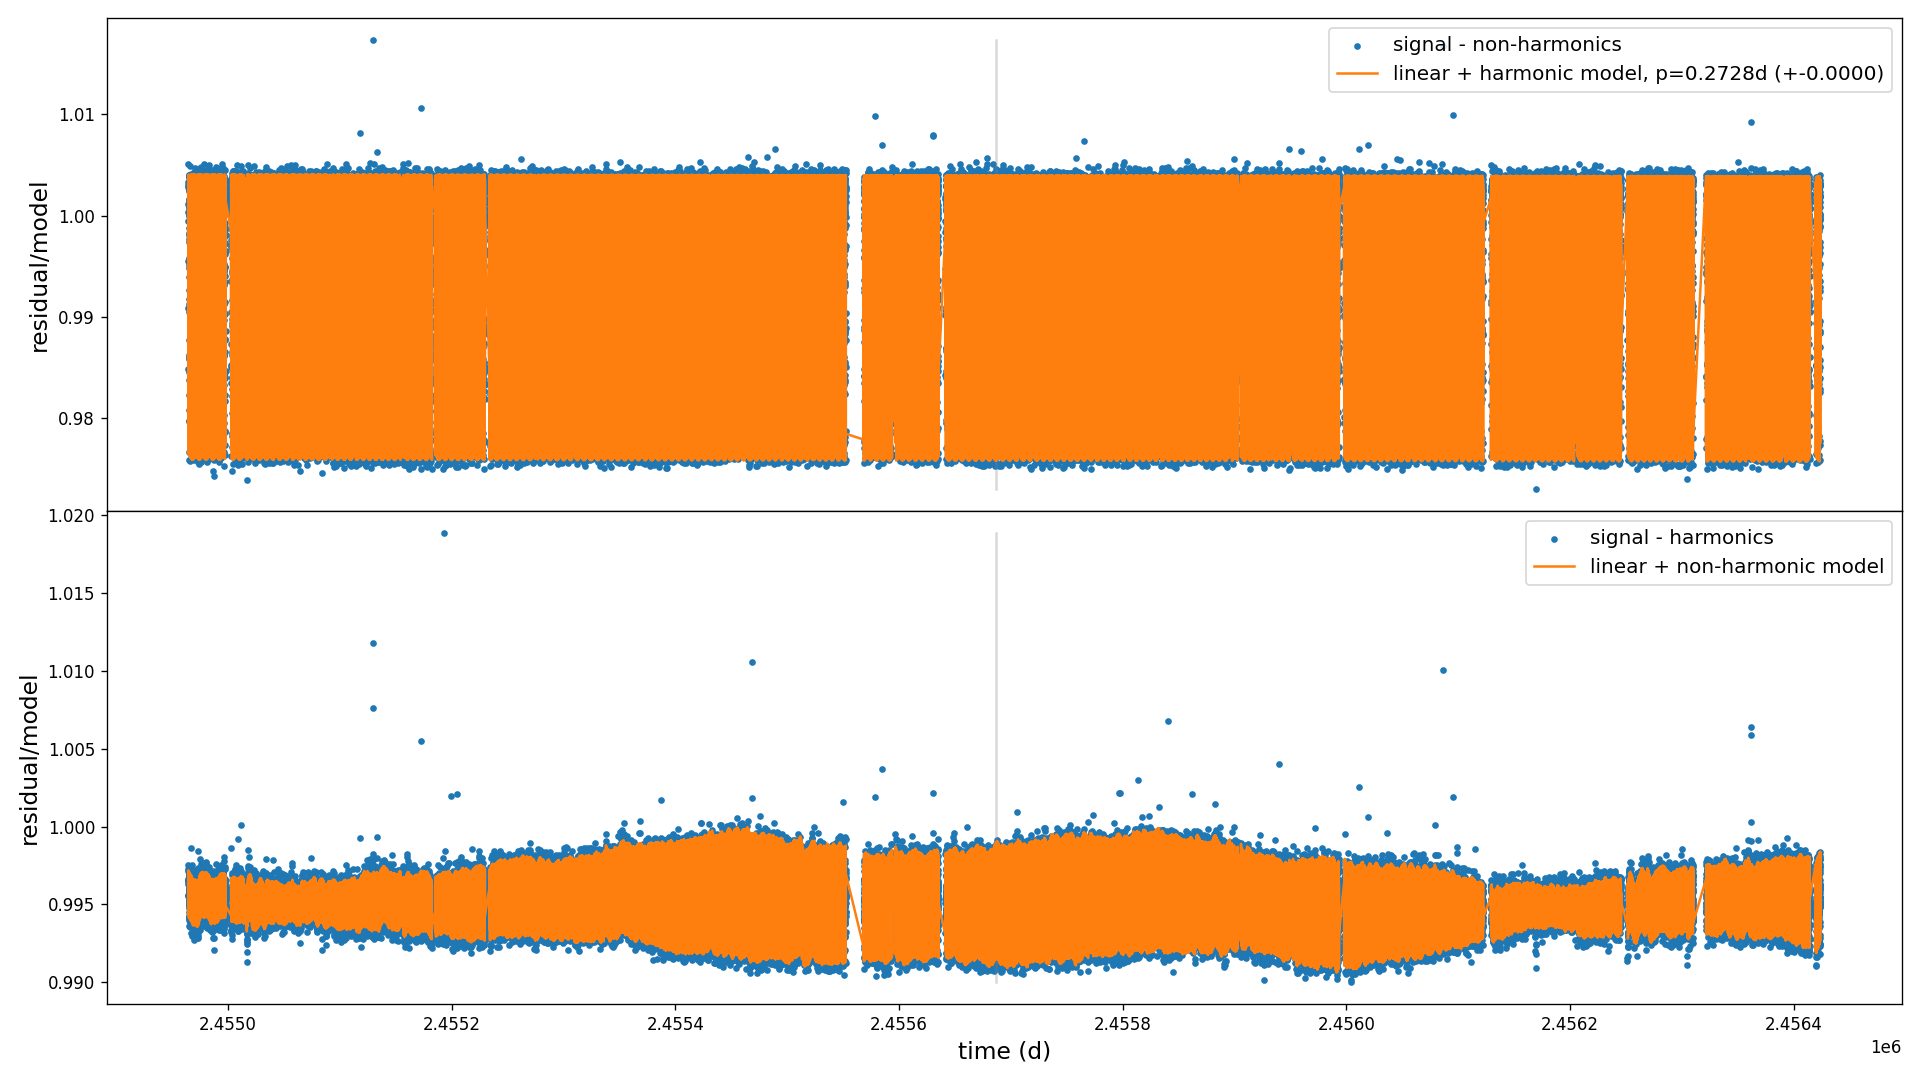 signal - non-harmonics
linear + harmonic model, p=0.2728d (+-0.0000)
residual/model
1.01
1.00
0.99
0.98
signal - harmonics
linear + non-harmonic model
residual/model
1.020
1.015
1.010
1.005
1.000
0.995
0.990
2.4550
2.4552
2.4554
2.4556
2.4558
2.4560
2.4562
2.4564
time (d)
1e6